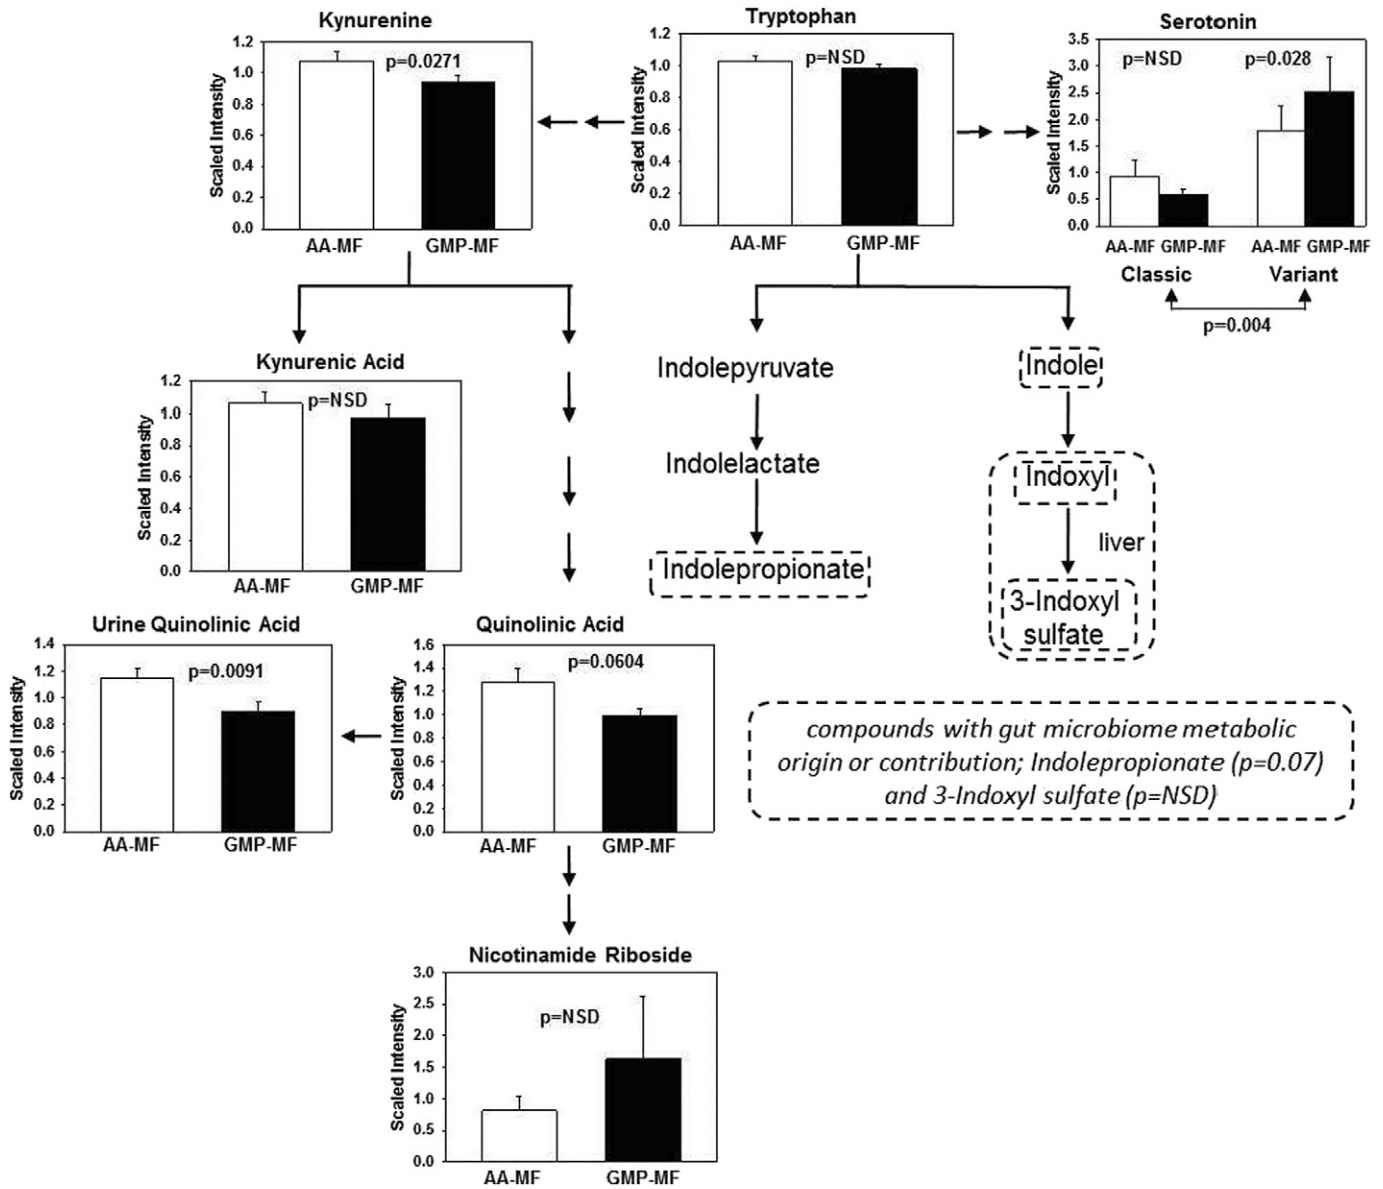 Kynurenine
1.2
1.0
0.8
0.6
0.4
0.2
0.0
Scaled Intensity
p=0.0271
AA-MF GMP-MF
Tryptophan
1.2
1.0
0.8
0.6
0.4
0.2
0.0
Scaled Intensity
p=NSD
AA-MF GMP-MF
Serotonin
3.5
3.0
2.5
2.0
1.5
1.0
0.5
0.0
Scaled Intensity
p=NSD p=0.028
AA-MF GMP-MF AA-MF GMP-MF
Classic Variant
p=0.004
Kynurenic Acid
1.2
1.0
0.8
0.6
0.4
0.2
0.0
Scaled Intensity
p=NSD
AA-MF GMP-MF
Indolepyruvate
Indolelactate
Indolepropionate
Indole
Indoxyl
liver
3-Indoxyl
sulfate
Urine Quinolinic Acid
1.4
1.2
1.0
0.8
0.6
0.4
0.2
0.0
Scaled Intensity
p=0.0091
AA-MF GMP-MF
Quinolinic Acid
1.6
1.4
1.2
1.0
0.8
0.6
0.4
0.2
0.0
Scaled Intensity
p=0.0604
AA-MF GMP-MF
compounds with gut microbiome metabolic
origin or contribution; Indolepropionate (p=0.07)
and 3-Indoxyl sulfate (p=NSD)
Nicotinamide Riboside
3.0
2.5
2.0
1.5
1.0
0.5
0.0
Scaled Intensity
p=NSD
AA-MF GMP-MF